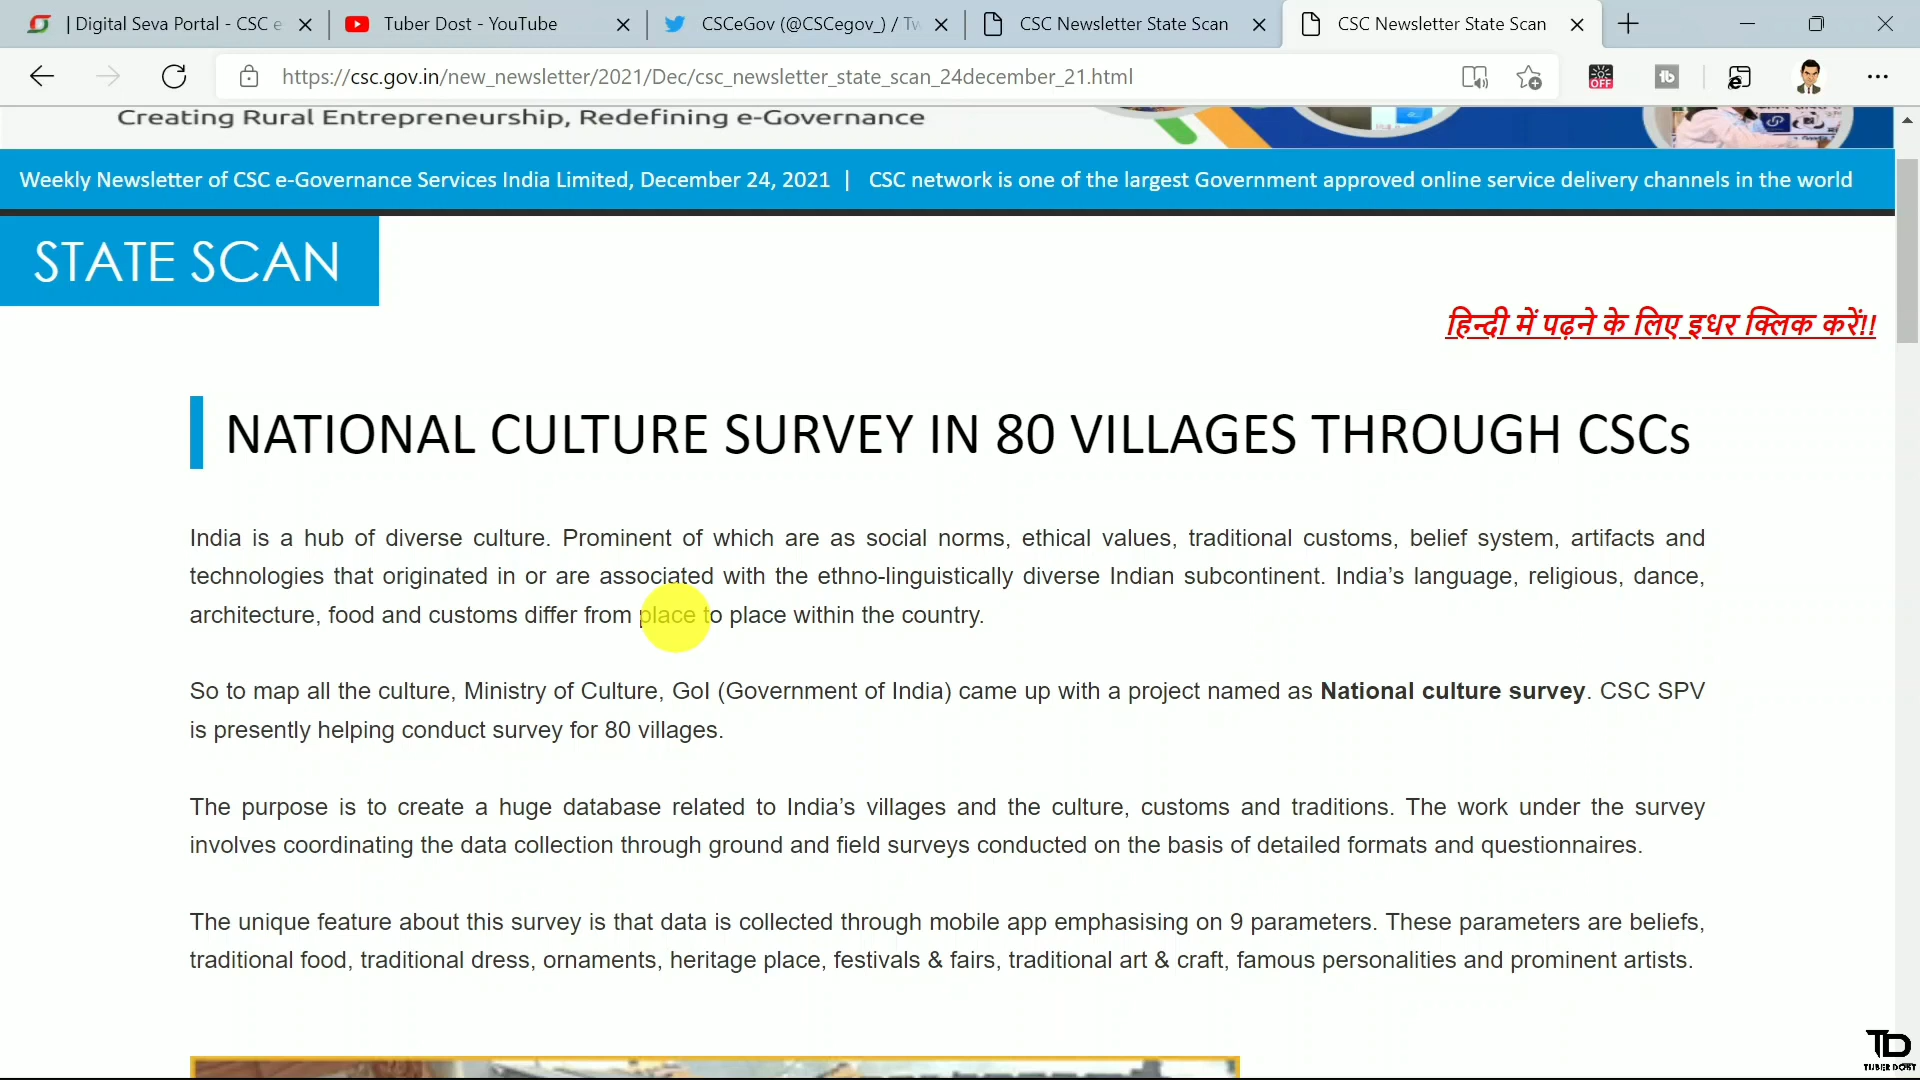 | Digital Seva Portal - CSC e
Tuber Dost - YouTube
CSCeGov (@CSCegov_) / Tw
CSC Newsletter State Scan
CSC Newsletter State Scan
https://csc.gov.in/new_newsletter/2021/Dec/csc_newsletter_state_scan_24december_21.html
OFF
tb
Creating Rural Entrepreneurship, Redefining e-Governance
Weekly Newsletter of CSC e-Governance Services India Limited, December 24, 2021 | CSC network is one of the largest Government approved online service delivery channels in the world
STATE SCAN
हिन्दी में पढ़ने के लिए इधर क्लिक करें!!
NATIONAL CULTURE SURVEY IN 80 VILLAGES THROUGH CSCs
India is a hub of diverse culture. Prominent of which are as social norms, ethical values, traditional customs, belief system, artifacts and
technologies that originated in or are associated with the ethno-linguistically diverse Indian subcontinent. India’s language, religious, dance,
architecture, food and customs differ from place to place within the country.
So to map all the culture, Ministry of Culture, GoI (Government of India) came up with a project named as National culture survey. CSC SPV
is presently helping conduct survey for 80 villages.
The purpose is to create a huge database related to India’s villages and the culture, customs and traditions. The work under the survey
involves coordinating the data collection through ground and field surveys conducted on the basis of detailed formats and questionnaires.
The unique feature about this survey is that data is collected through mobile app emphasising on 9 parameters. These parameters are beliefs,
traditional food, traditional dress, ornaments, heritage place, festivals & fairs, traditional art & craft, famous personalities and prominent artists.
TD
TUBER DOST